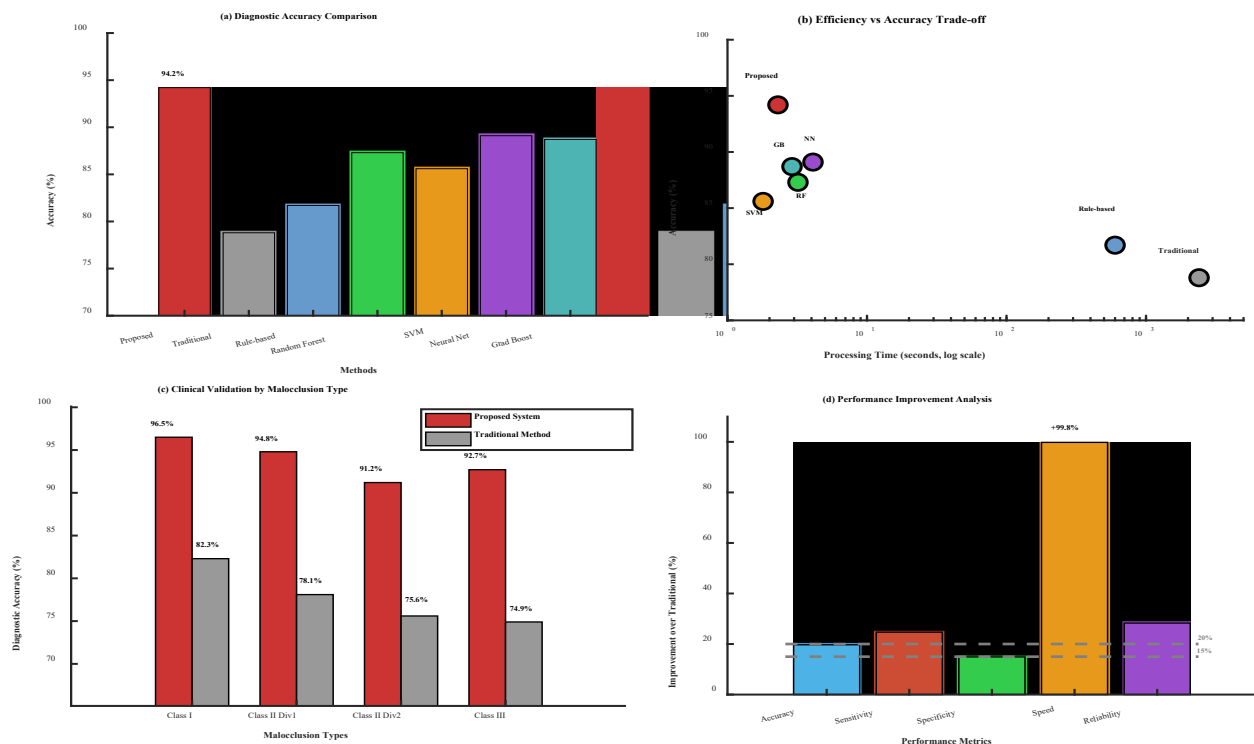 (a) Diagnostic Accuracy Comparison
100
95
90
85
80
75
70
Accuracy (%)
94.2%
Proposed
Traditional
Rule-based
Random Forest
SVM
Neural Net
Grad Boost
Methods
(b) Efficiency vs Accuracy Trade-off
100
95
90
85
80
75
Accuracy (%)
Proposed
GB
NN
RF
SVM
Rule-based
Traditional
10^0
10^1
10^2
10^3
Processing Time (seconds, log scale)
(c) Clinical Validation by Malocclusion Type
100
95
90
85
80
75
70
Diagnostic Accuracy (%)
Proposed System
Traditional Method
96.5%
82.3%
94.8%
78.1%
91.2%
75.6%
92.7%
74.9%
Class I
Class II Div1
Class II Div2
Class III
Malocclusion Types
(d) Performance Improvement Analysis
100
80
60
40
20
0
Improvement over Traditional (%)
+99.8%
20%
15%
Accuracy
Sensitivity
Specificity
Speed
Reliability
Performance Metrics